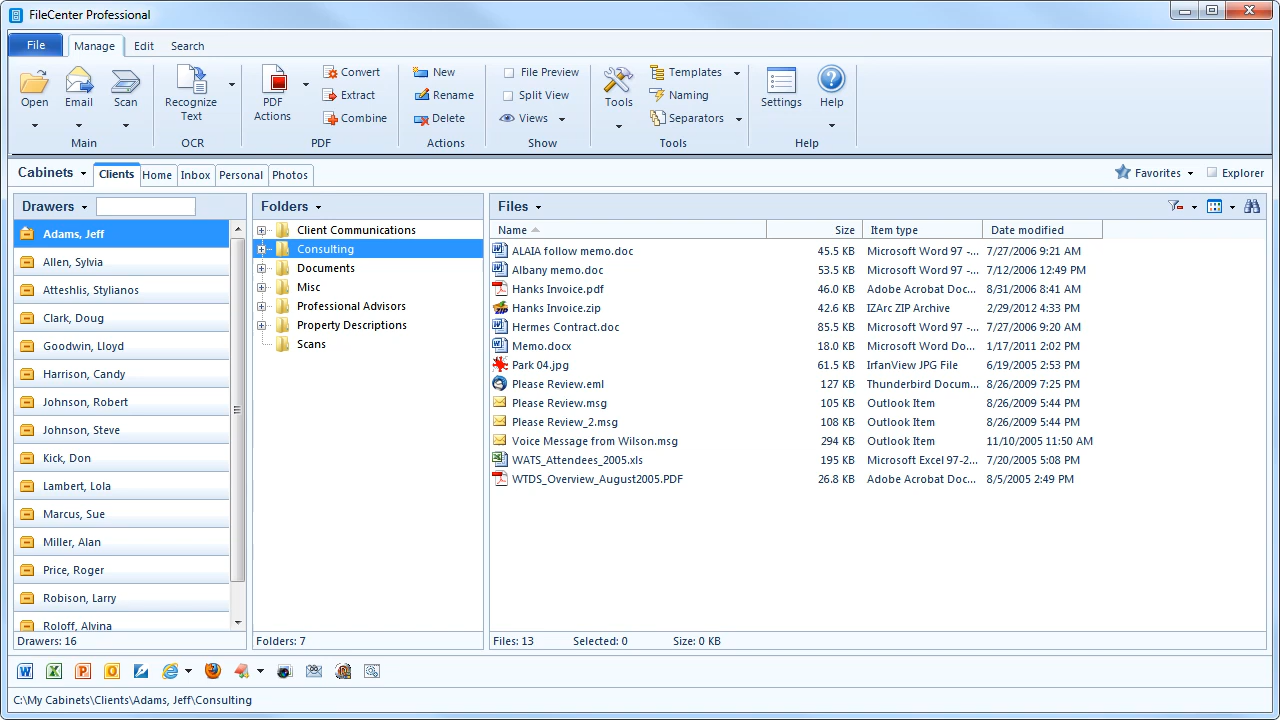 FileCenter Professional
File Manage Edit Search
Open Email Scan Recognize Text PDF Actions Convert Extract Combine New Rename Delete File Preview Split View Views Tools Templates Naming Separators Settings Help
Main OCR PDF Actions Show Tools Help
Cabinets Clients Home Inbox Personal Photos Favorites Explorer
Drawers
Adams, Jeff
Allen, Sylvia
Atteshlis, Stylianos
Clark, Doug
Goodwin, Lloyd
Harrison, Candy
Johnson, Robert
Johnson, Steve
Kick, Don
Lambert, Lola
Marcus, Sue
Miller, Alan
Price, Roger
Robison, Larry
Roloff, Alvina
Drawers: 16
Folders
Client Communications
Consulting
Documents
Misc
Professional Advisors
Property Descriptions
Scans
Folders: 7
Files
Name Size Item type Date modified
ALAIA follow memo.doc 45.5 KB Microsoft Word 97 -... 7/27/2006 9:21 AM
Albany memo.doc 53.5 KB Microsoft Word 97 -... 7/12/2006 12:49 PM
Hanks Invoice.pdf 46.0 KB Adobe Acrobat Doc... 8/31/2006 8:41 AM
Hanks Invoice.zip 42.6 KB IZArc ZIP Archive 2/29/2012 4:33 PM
Hermes Contract.doc 85.5 KB Microsoft Word 97 -... 7/27/2006 9:20 AM
Memo.docx 18.0 KB Microsoft Word Do... 1/17/2011 2:02 PM
Park 04.jpg 61.5 KB IrfanView JPG File 6/19/2005 2:53 PM
Please Review.eml 127 KB Thunderbird Docum... 8/26/2009 7:25 PM
Please Review.msg 105 KB Outlook Item 8/26/2009 5:44 PM
Please Review_2.msg 108 KB Outlook Item 8/26/2009 5:44 PM
Voice Message from Wilson.msg 294 KB Outlook Item 11/10/2005 11:50 AM
WATS_Attendees_2005.xls 195 KB Microsoft Excel 97-2... 7/20/2005 5:08 PM
WTDS_Overview_August2005.PDF 26.8 KB Adobe Acrobat Doc... 8/5/2005 2:49 PM
Files: 13 Selected: 0 Size: 0 KB
C:\My Cabinets\Clients\Adams, Jeff\Consulting